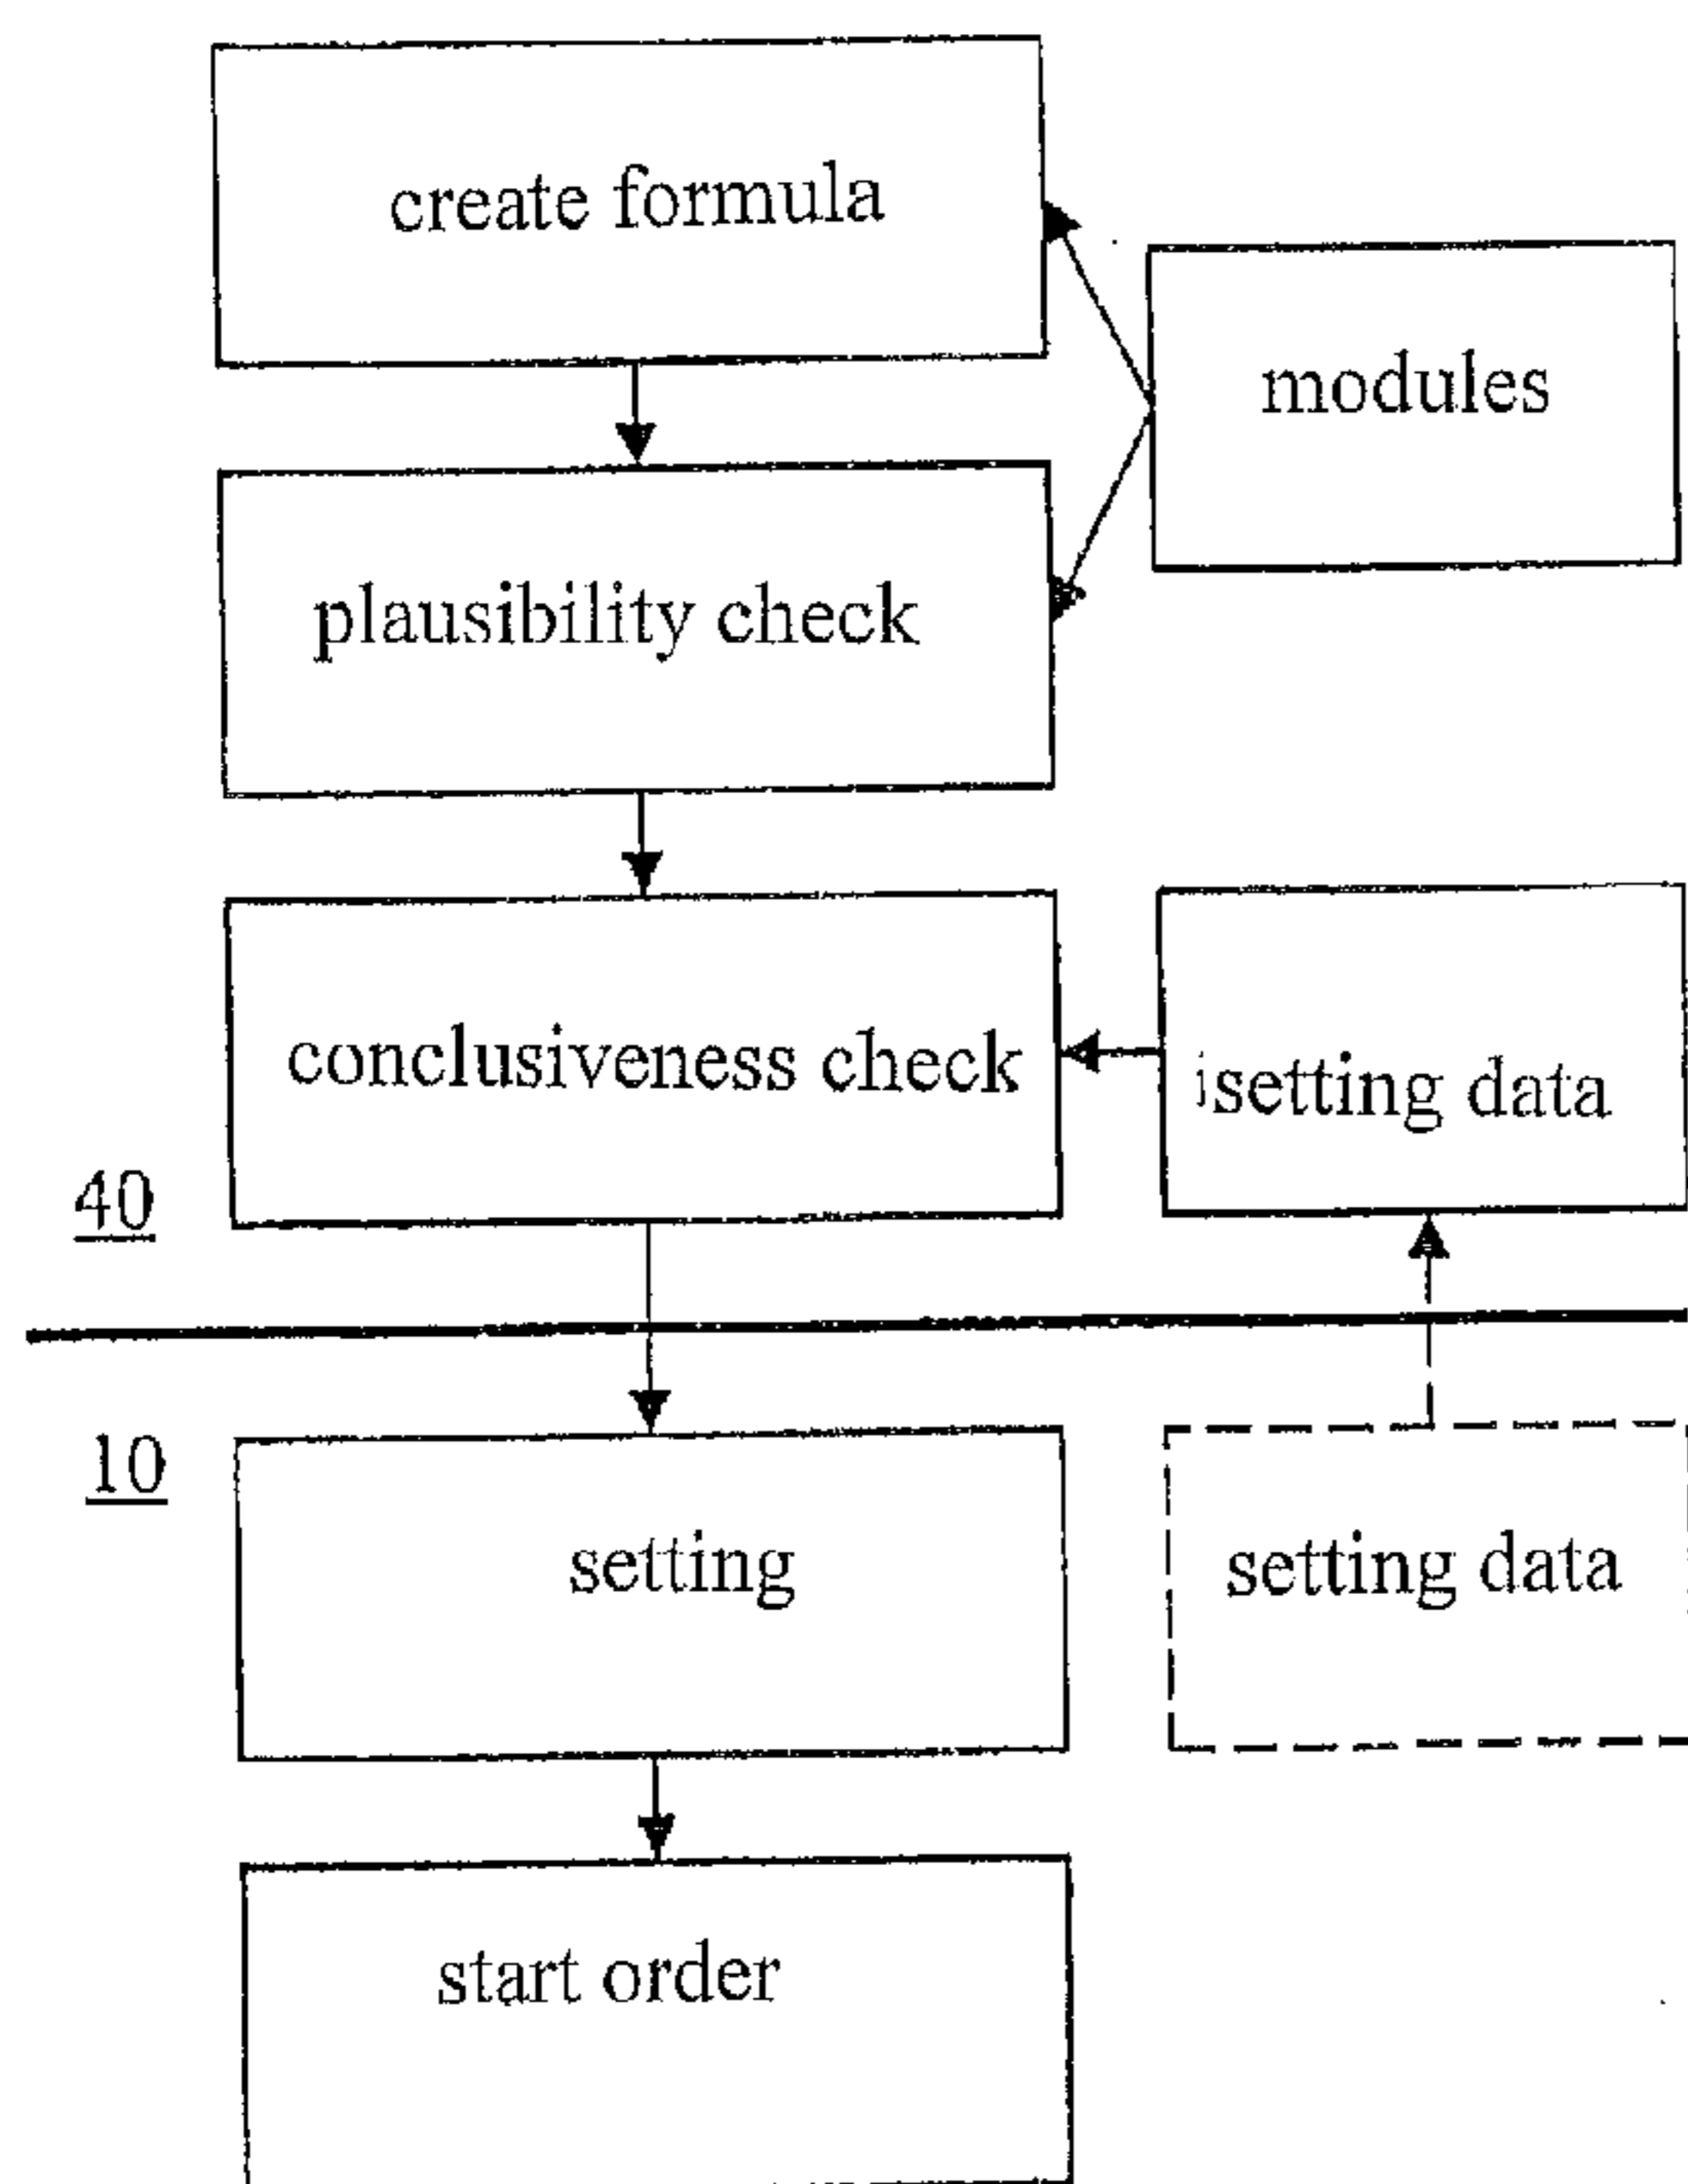 create formula
modules
plausibility check
conclusiveness check
setting data
40
10
setting
setting data
start order